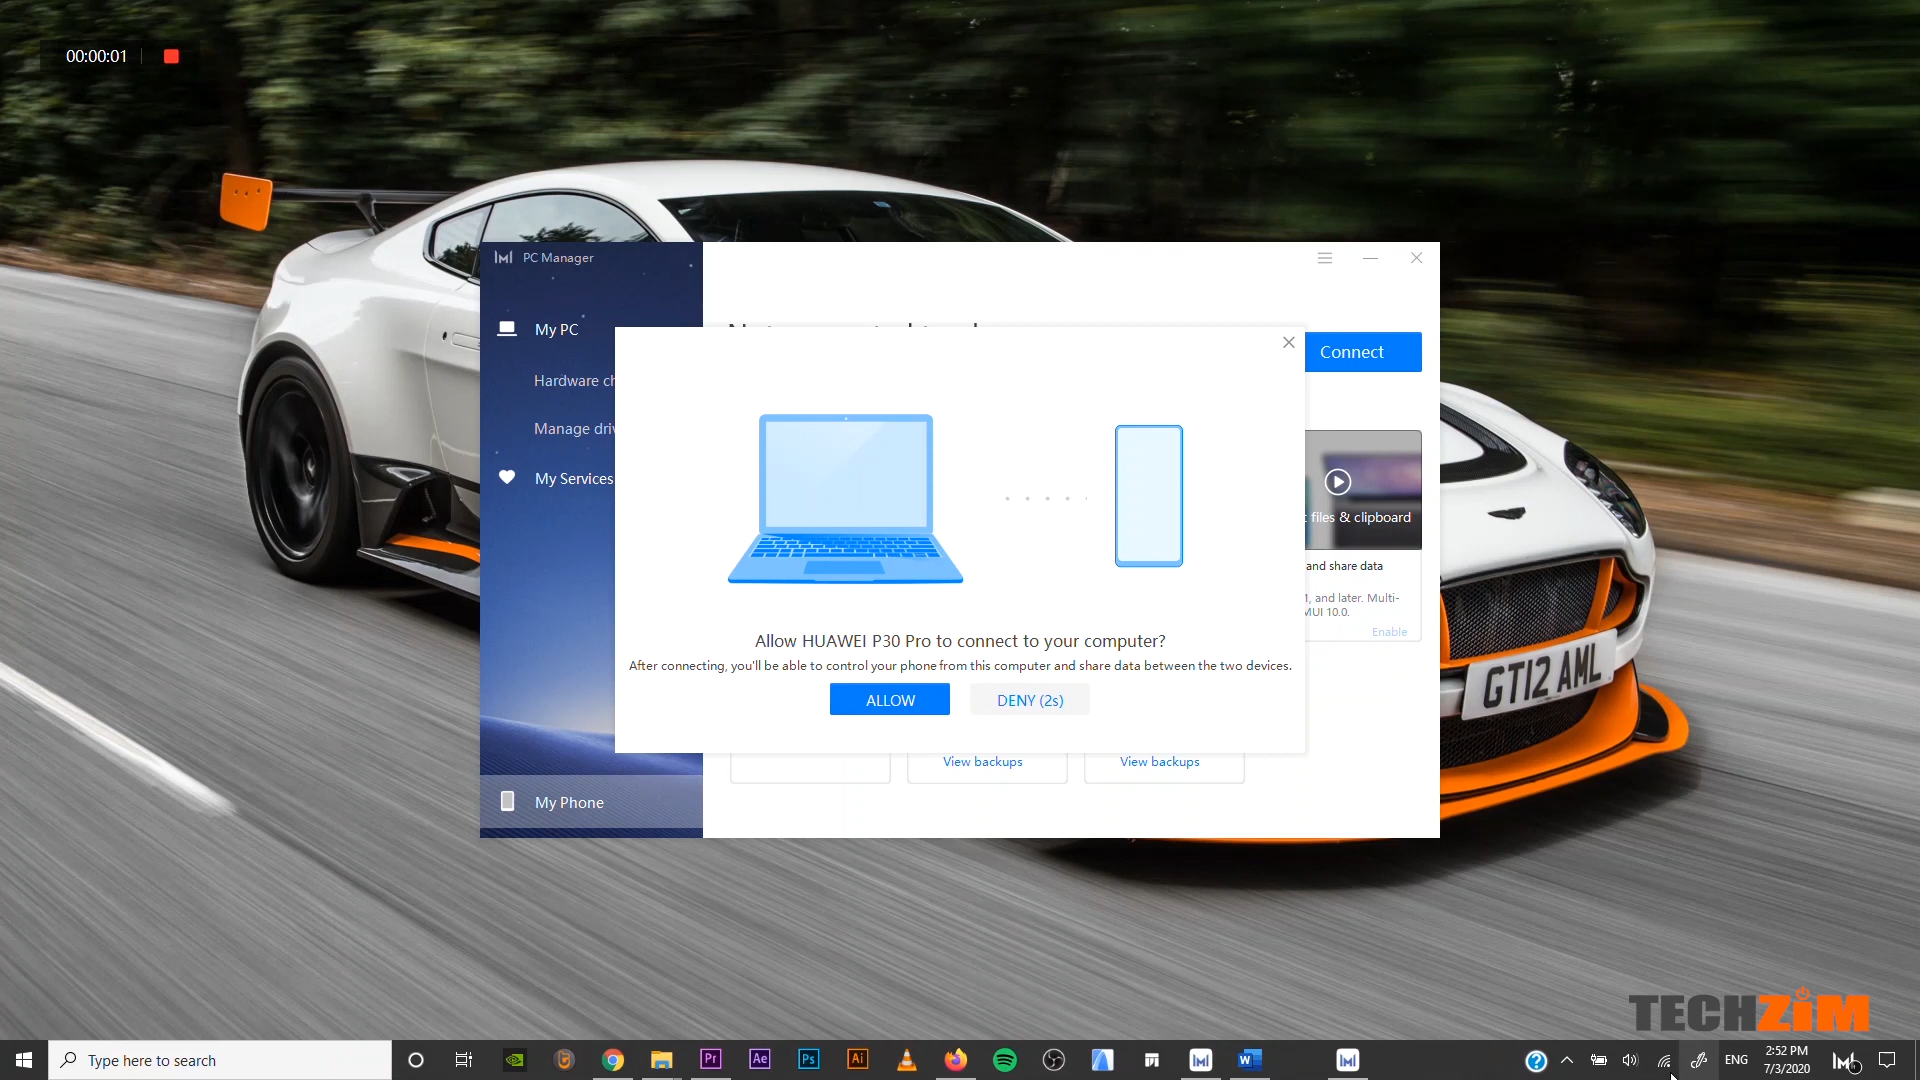 00:00:01
PC Manager
My PC
Connect
Hardware
Manage
My Services
files & clipboard
and share data
and later. Multi-
10.0.
Enable
Allow HUAWEI P30 Pro to connect to your computer?
After connecting, you'll be able to control your phone from this computer and share data between the two devices.
ALLOW
DENY (2s)
GT12 AML
View backups
View backups
My Phone
TECHZiM
Type here to search
Pr
Ae
Ps
Ai
W
ENG
2:52 PM
7/3/2020